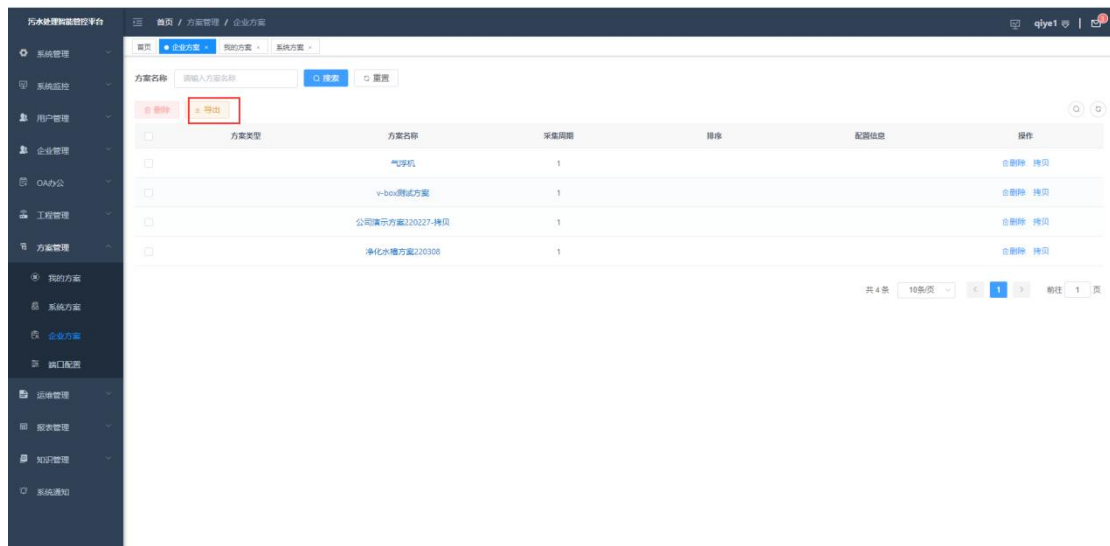 污水处理智能管控平台
首页 / 方案管理 / 企业方案
qiye1
首页 企业方案 × 我的方案 × 系统方案 ×
方案名称 请输入方案名称 搜索 重置
删除 导出
方案类型 方案名称 采集周期 排序 配置信息 操作
气浮机 1 删除 拷贝
v-box测试方案 1 删除 拷贝
公司演示方案220227-拷贝 1 删除 拷贝
净化水槽方案220308 1 删除 拷贝
共 4 条 10条/页 < 1 > 前往 1 页
系统管理
系统监控
用户管理
企业管理
OA办公
工程管理
方案管理
我的方案
系统方案
企业方案
端口配置
运维管理
报表管理
知识管理
系统通知